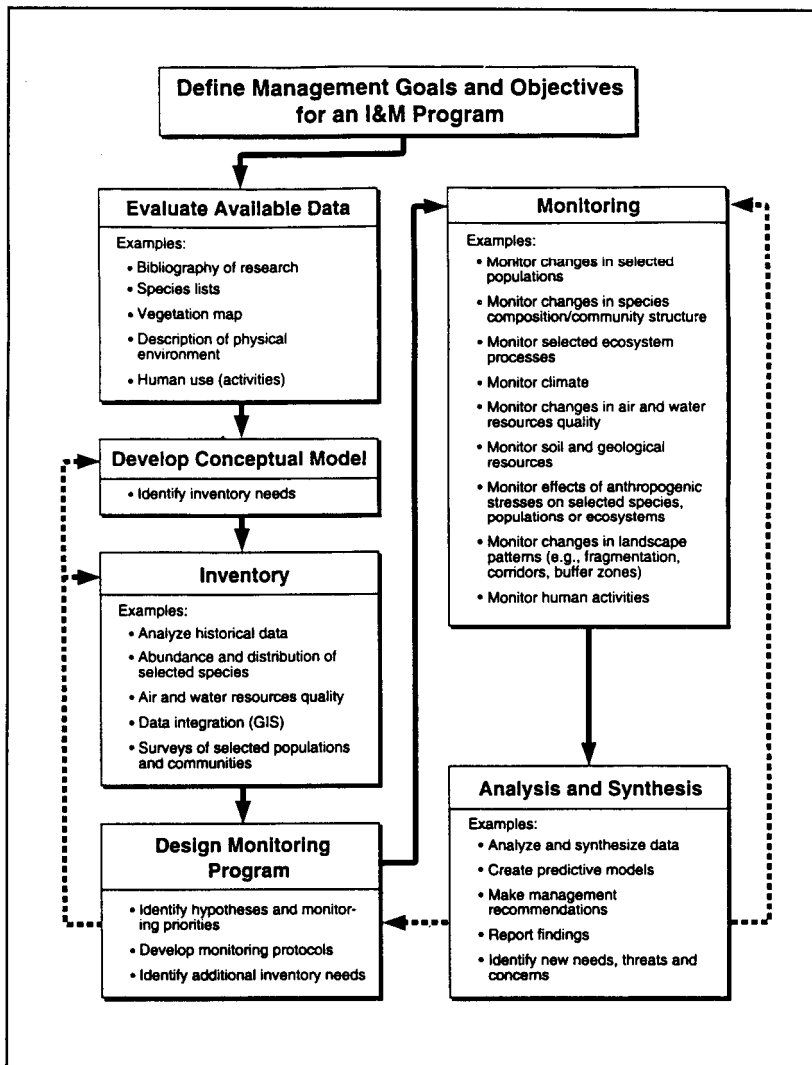 Define Management Goals and Objectives
for an I&M Program
Evaluate Available Data
Examples:
• Bibliography of research
• Species lists
• Vegetation map
• Description of physical
environment
• Human use (activities)
Develop Conceptual Model
• Identify inventory needs
Inventory
Examples:
• Analyze historical data
• Abundance and distribution of
selected species
• Air and water resources quality
• Data integration (GIS)
• Surveys of selected populations
and communities
Design Monitoring
Program
• Identify hypotheses and monitor-
ing priorities
• Develop monitoring protocols
• Identify additional inventory needs
Monitoring
Examples:
• Monitor changes in selected
populations
• Monitor changes in species
composition/community structure
• Monitor selected ecosystem
processes
• Monitor climate
• Monitor changes in air and water
resources quality
• Monitor soil and geological
resources
• Monitor effects of anthropogenic
stresses on selected species,
populations or ecosystems
• Monitor changes in landscape
patterns (e.g., fragmentation,
corridors, buffer zones)
• Monitor human activities
Analysis and Synthesis
Examples:
• Analyze and synthesize data
• Create predictive models
• Make management
recommendations
• Report findings
• Identify new needs, threats and
concerns